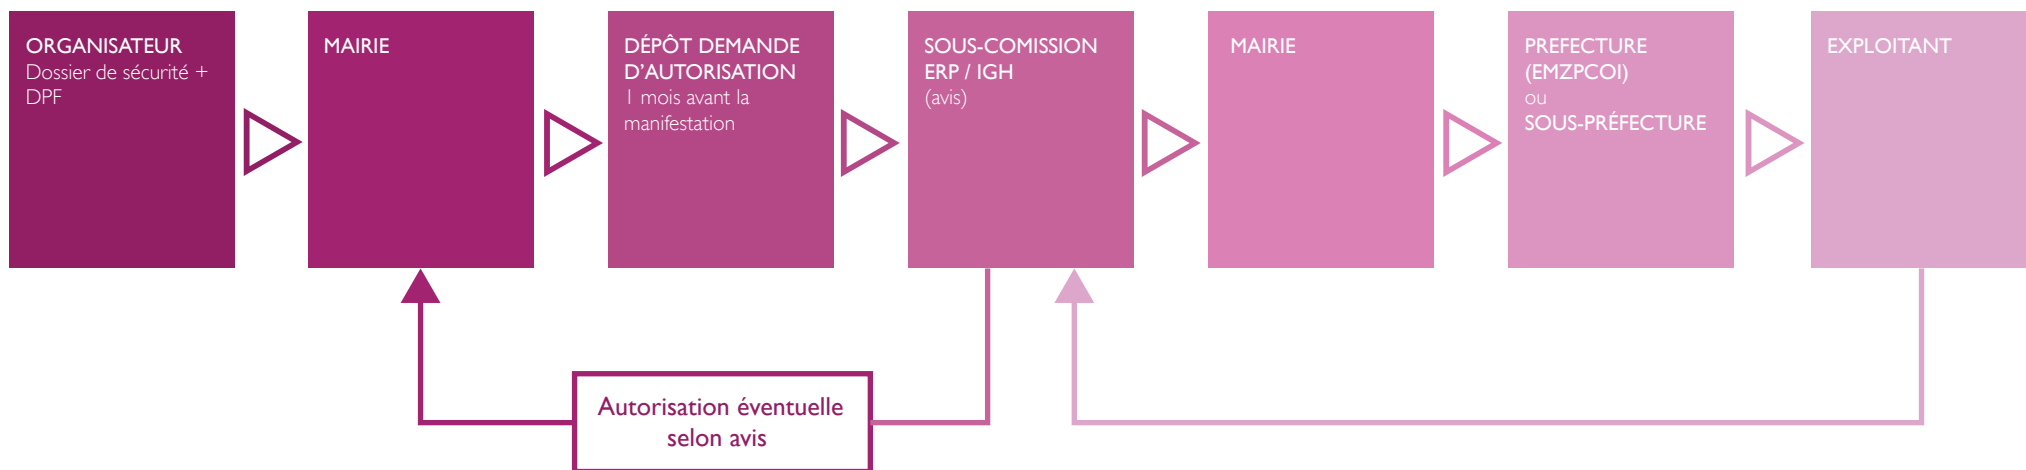 ORGANISATEUR
Dossier de sécurité +
DPF
MAIRIE
DÉPÔT DEMANDE
D'AUTORISATION
1 mois avant la
manifestation
SOUS-COMISSION
ERP / IGH
(avis)
MAIRIE
PREFECTURE
(EMZPCOI)
ou
SOUS-PRÉFECTURE
EXPLOITANT
Autorisation éventuelle
selon avis